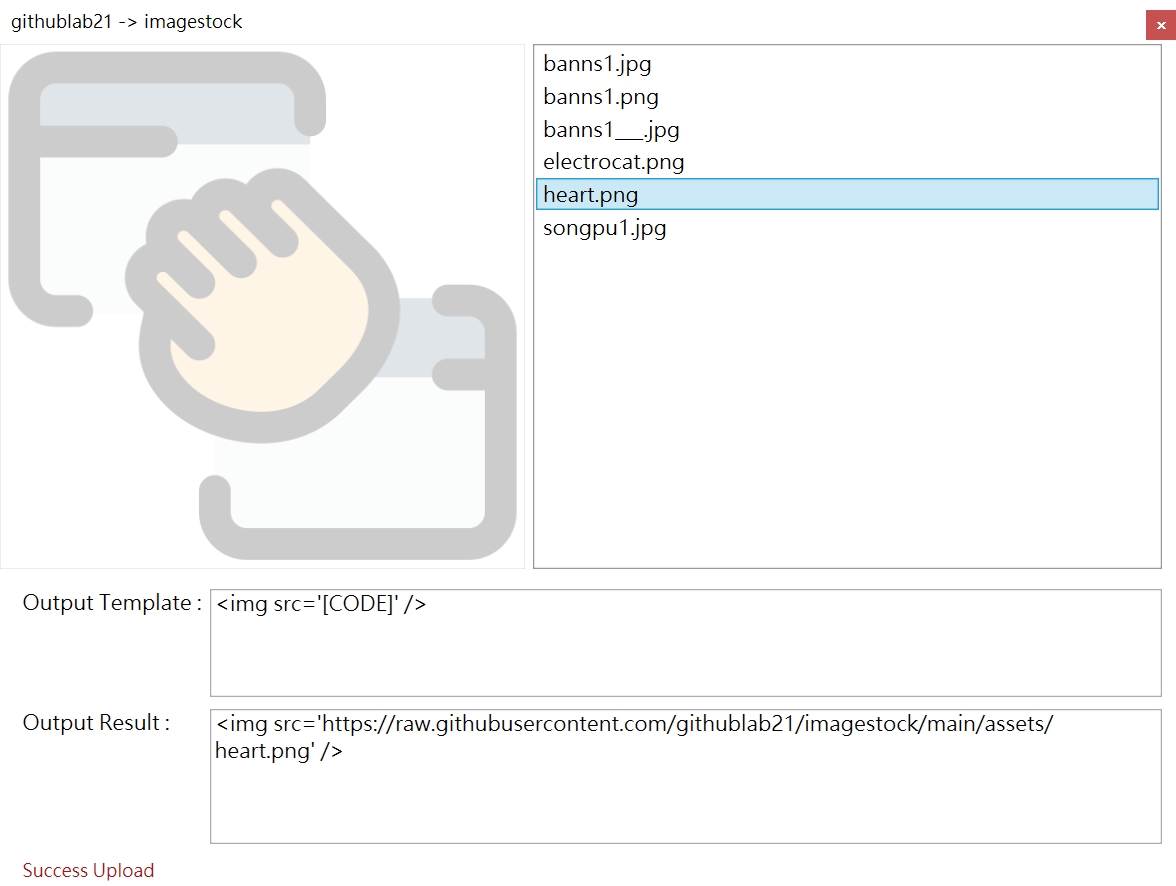 githublab21 -> imagestock
banns1.jpg
banns1.png
banns1___.jpg
electrocat.png
heart.png
songpu1.jpg
Output Template :
<img src='[CODE]' />
Output Result :
<img src='https://raw.githubusercontent.com/githublab21/imagestock/main/assets/
heart.png' />
Success Upload